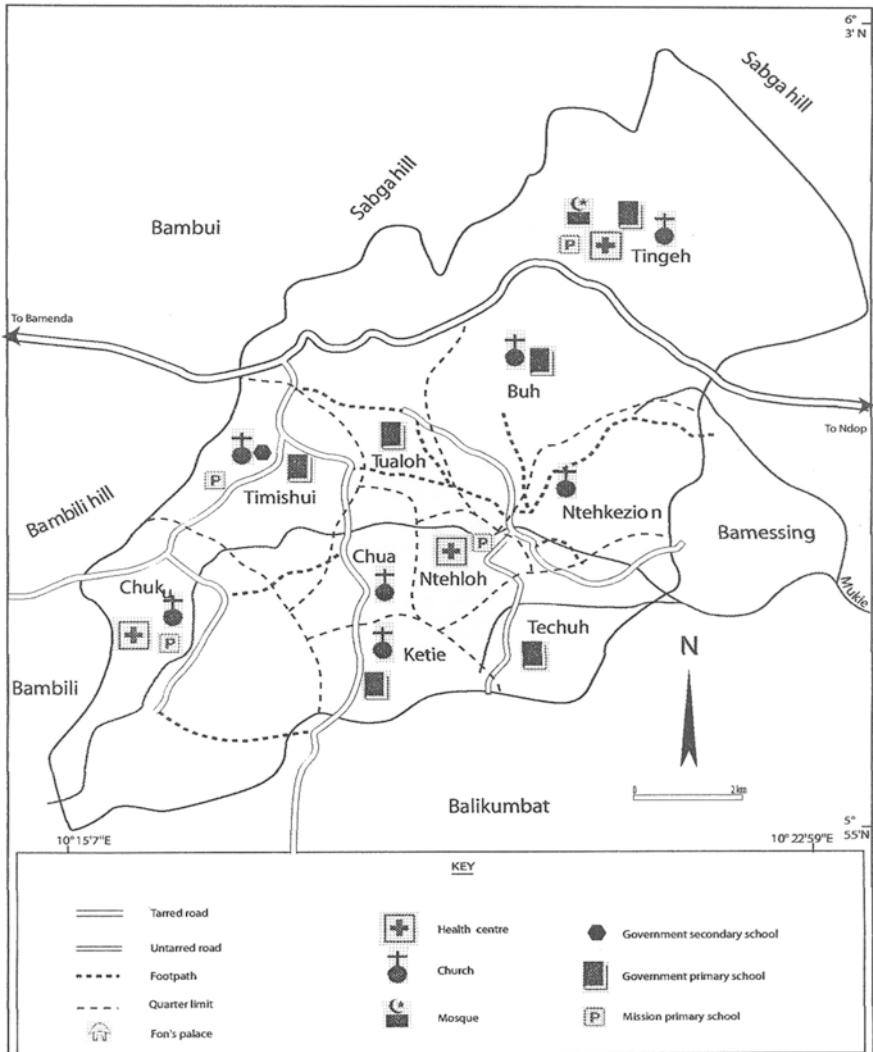 6°
3' N
Sabga hill
Sabga hill
Bambui
P
Tingeh
To Bamenda
Buh
To Ndop
Tualoh
P
Timishui
Ntehkezion
Bambili hill
Bamessing
Chua
P
Ntehloh
Chuku
Mukie
P
Techuh
Ketie
N
Bambili
0 2 km
Balikumbat
5°
55'N
10° 15'7"E
10° 22'59"E
KEY
Tarred road
Untarred road
Footpath
Quarter limit
Fon's palace
Health centre
Church
Mosque
Government secondary school
Government primary school
P Mission primary school